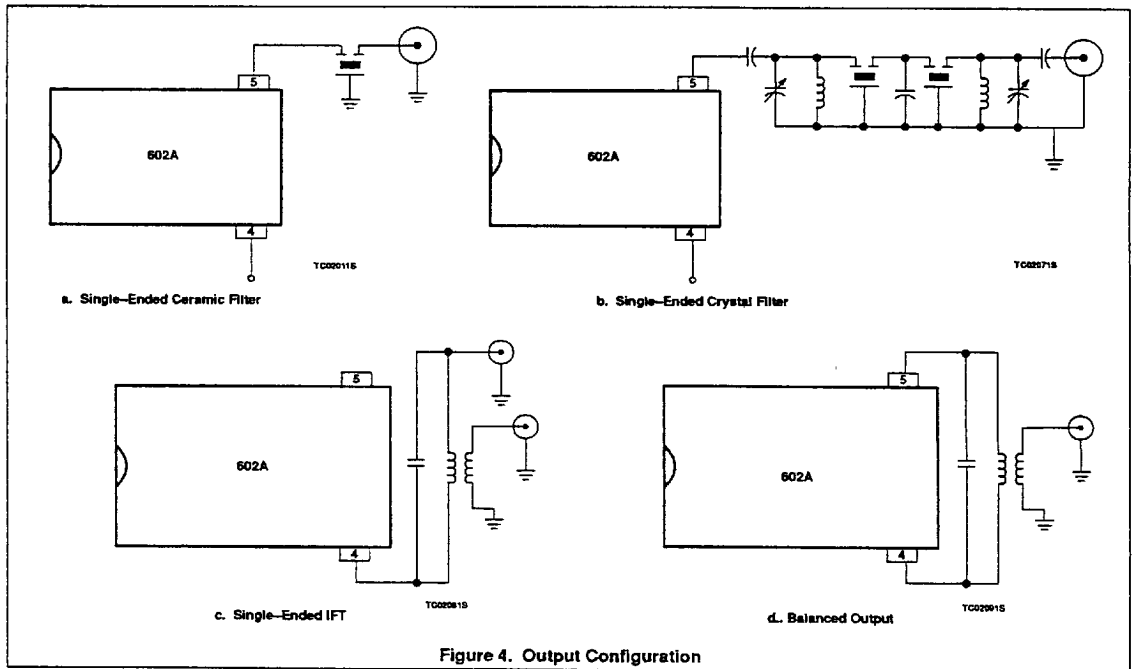 5
602A
4
TC02011S
a. Single–Ended Ceramic Filter
5
602A
4
TC02071S
b. Single–Ended Crystal Filter
5
602A
4
TC02081S
c. Single–Ended IFT
5
602A
4
TC02091S
d.. Balanced Output
Figure 4. Output Configuration